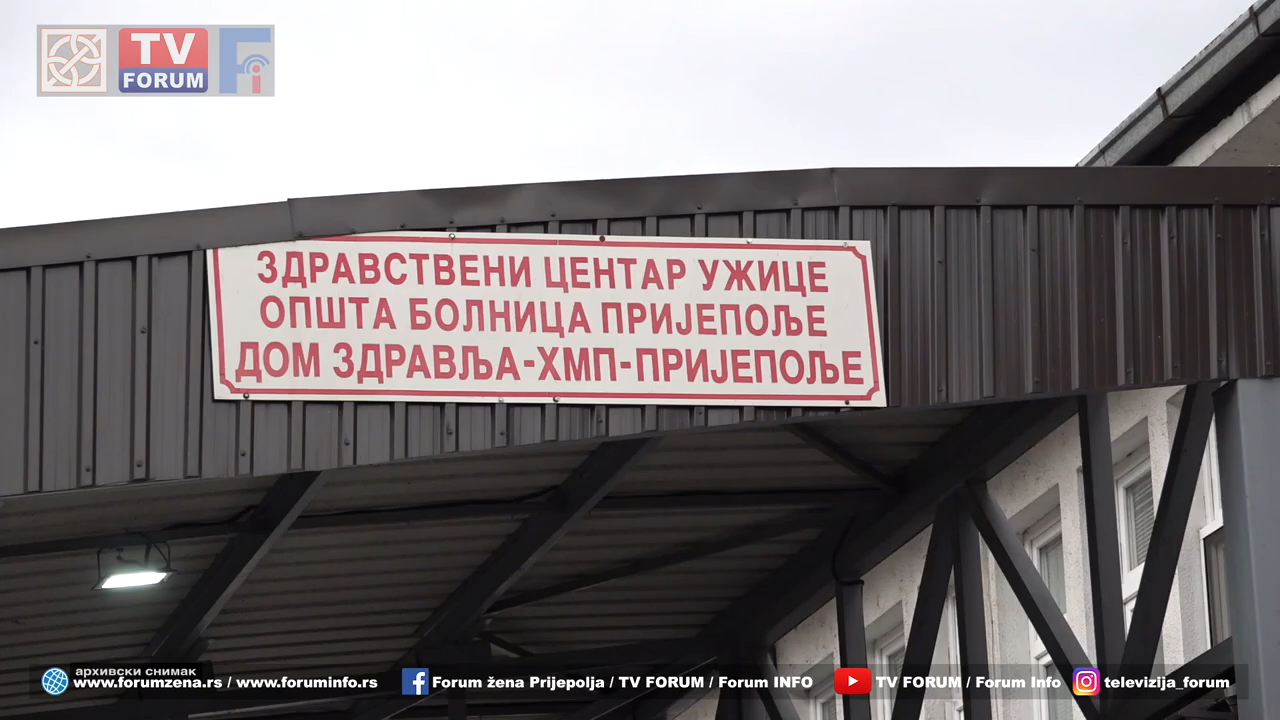 TV
FORUM
Fi
ЗДРАВСТВЕНИ ЦЕНТАР УЖИЦЕ
ОПШТА БОЛНИЦА ПРИЈЕПОЉЕ
ДОМ ЗДРАВЉА-ХМП-ПРИЈЕПОЉЕ
архивски снимак
www.forumzena.rs / www.foruminfo.rs
Forum žena Prijepolja / TV FORUM / Forum INFO
TV FORUM / Forum Info
televizija_forum